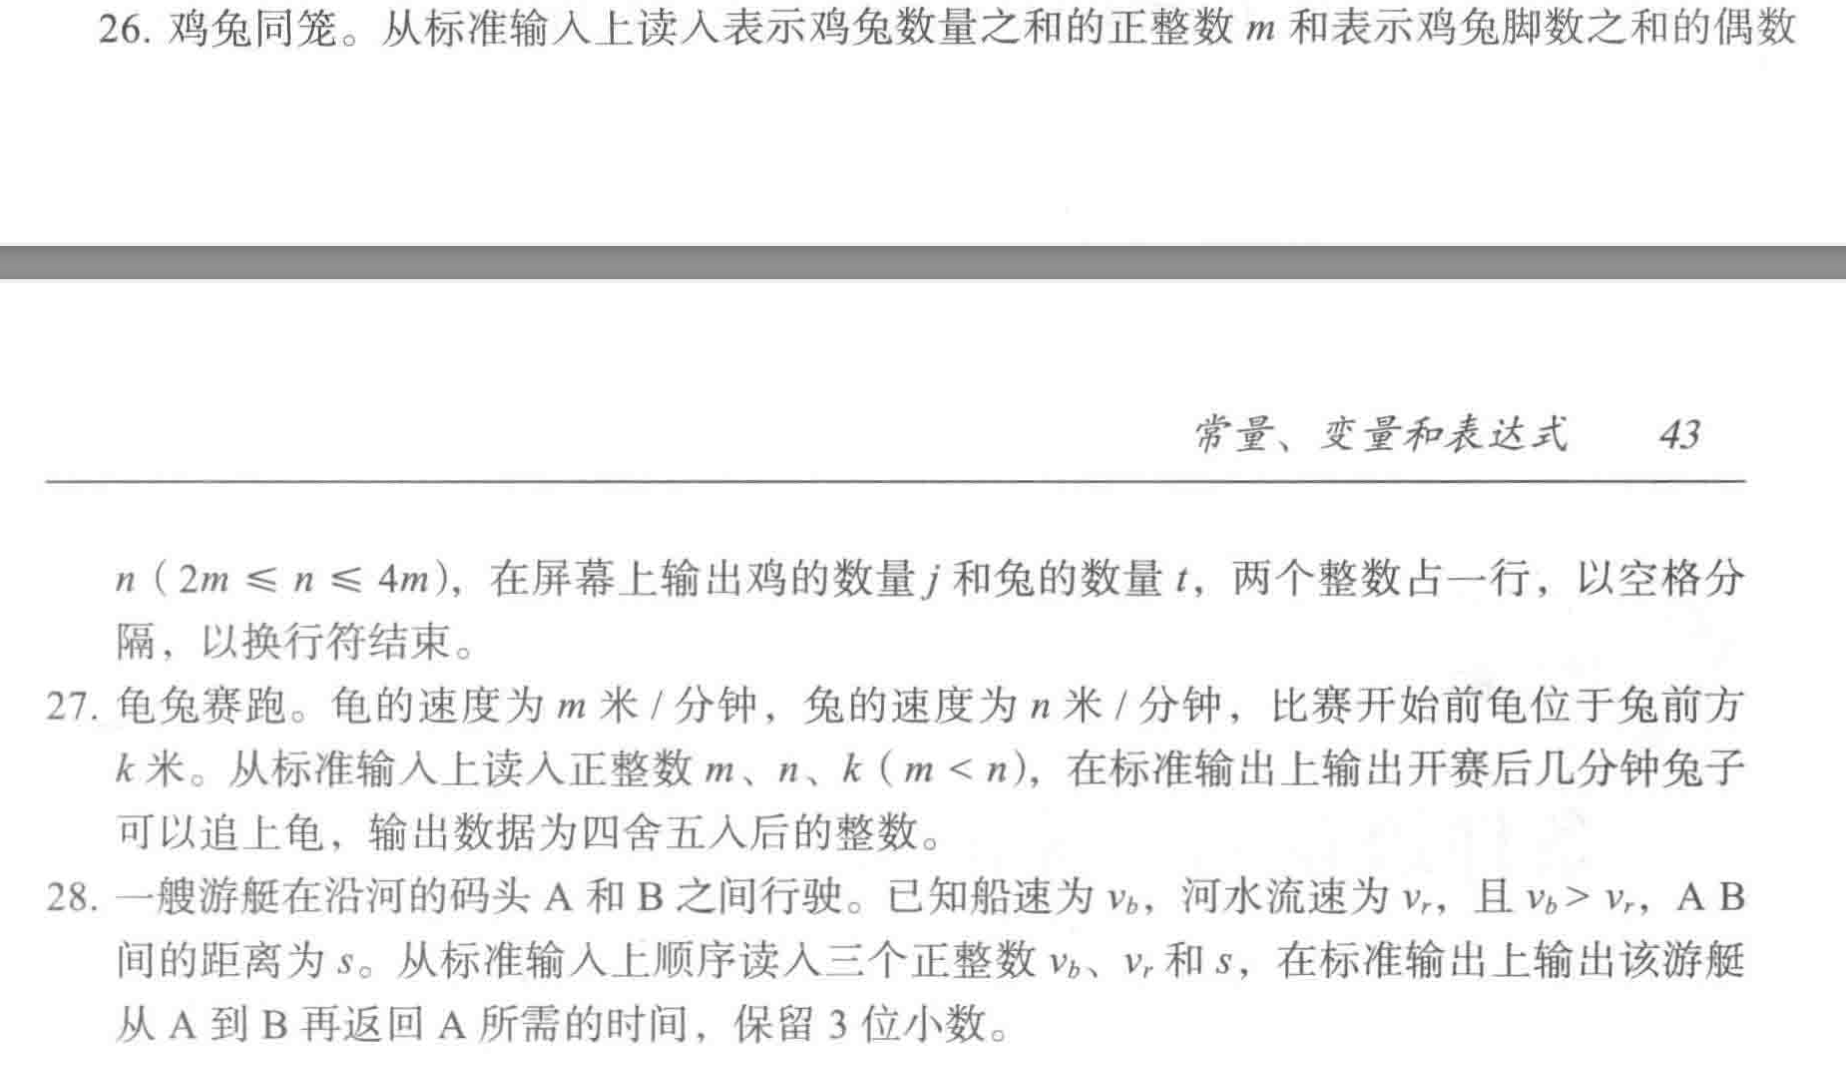 26. 鸡兔同笼。从标准输入上读入表示鸡兔数量之和的正整数 m 和表示鸡兔脚数之和的偶数
常量、变量和表达式 43
n（2m ⩽ n ⩽ 4m），在屏幕上输出鸡的数量 j 和兔的数量 t，两个整数占一行，以空格分
隔，以换行符结束。
27. 龟兔赛跑。龟的速度为 m 米 / 分钟，兔的速度为 n 米 / 分钟，比赛开始前龟位于兔前方
k 米。从标准输入上读入正整数 m、n、k（m < n），在标准输出上输出开赛后几分钟兔子
可以追上龟，输出数据为四舍五入后的整数。
28. 一艘游艇在沿河的码头 A 和 B 之间行驶。已知船速为 vb，河水流速为 vr，且 vb> vr，A B
间的距离为 s。从标准输入上顺序读入三个正整数 vb、vr 和 s，在标准输出上输出该游艇
从 A 到 B 再返回 A 所需的时间，保留 3 位小数。